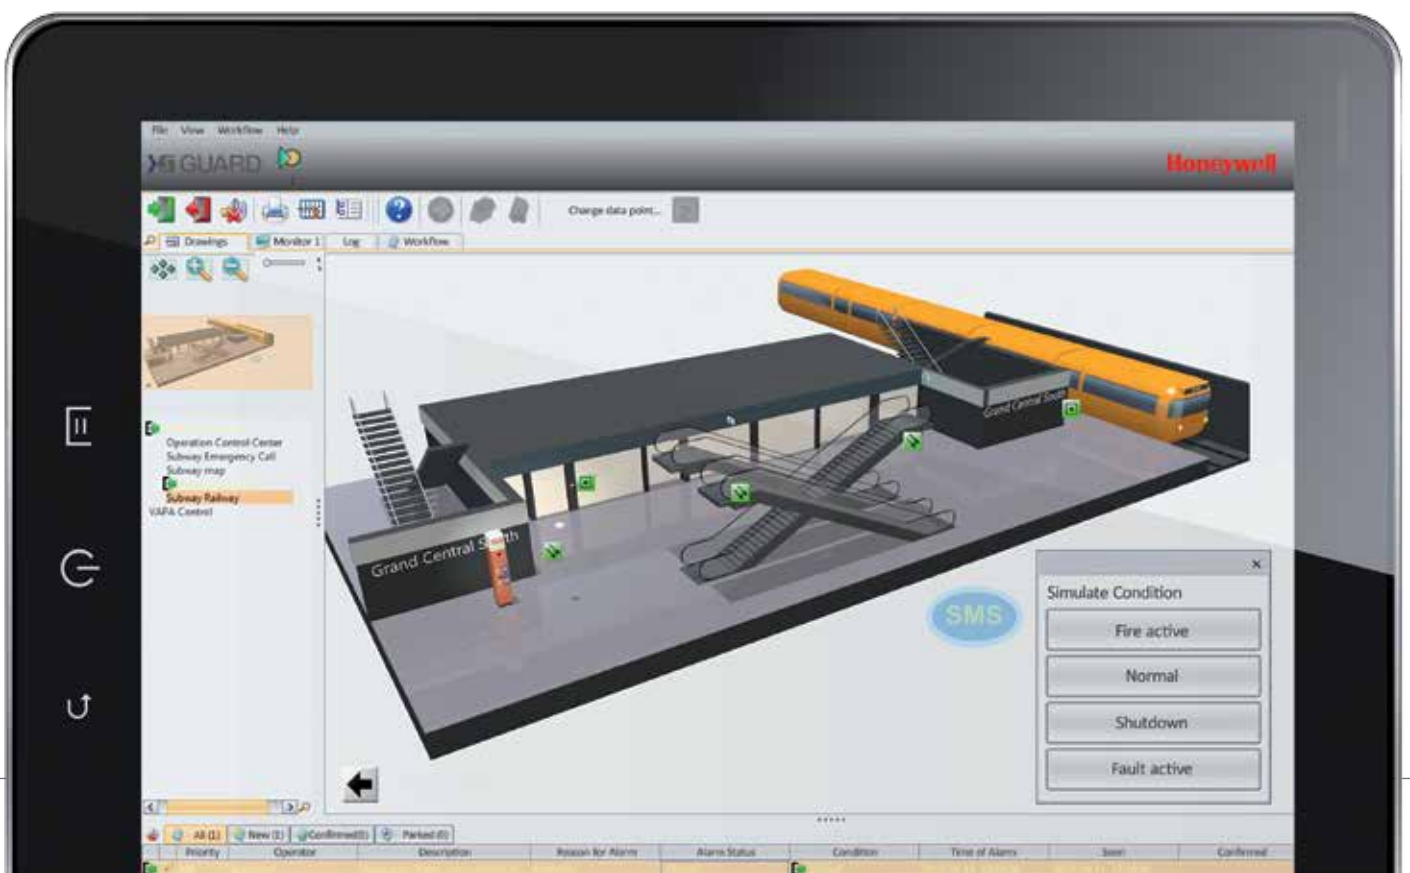 File View Workflow Help
GUARD
Honeywell
Change data point...
Drawings Monitor 1 Log Workflow
Operation Control Center
Subway Emergency Call
Subway map
Subway Railway
VAPA Control
Grand Central South
Grand Central S th
SMS
×
Simulate Condition
Fire active
Normal
Shutdown
Fault active
All (1) New (1) Confirmed(0) Parked (0)
Priority Operator Description Reason for Alarm Alarm Status Condition Time of Alarm Seen Confirmed